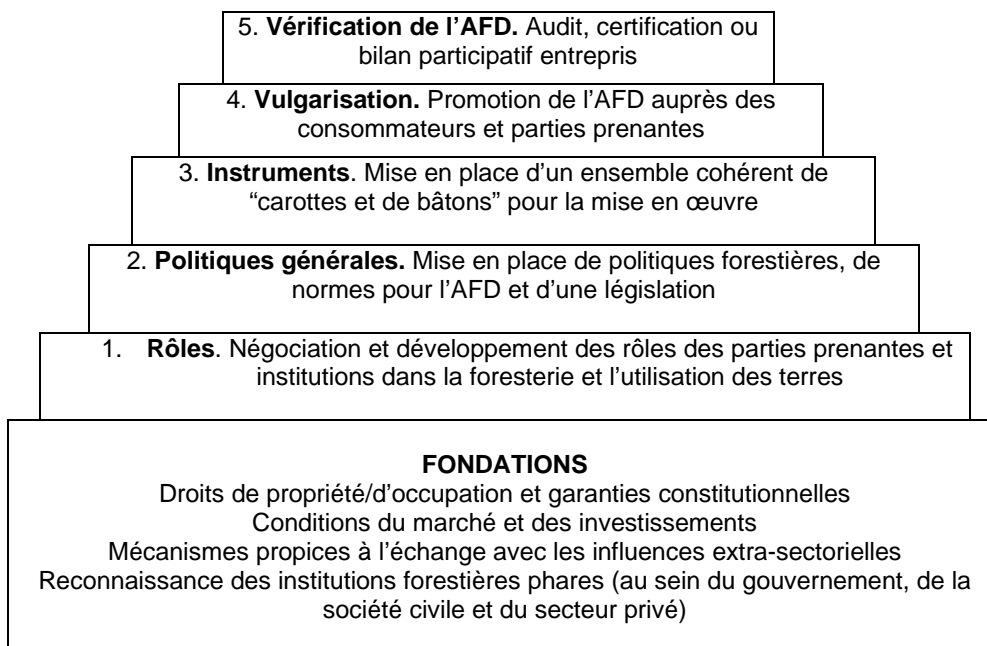 5. Vérification de l’AFD. Audit, certification ou
bilan participatif entrepris
4. Vulgarisation. Promotion de l’AFD auprès des
consommateurs et parties prenantes
3. Instruments. Mise en place d’un ensemble cohérent de
“carottes et de bâtons” pour la mise en œuvre
2. Politiques générales. Mise en place de politiques forestières, de
normes pour l’AFD et d’une législation
1. Rôles. Négociation et développement des rôles des parties prenantes et
institutions dans la foresterie et l’utilisation des terres
FONDATIONS
Droits de propriété/d’occupation et garanties constitutionnelles
Conditions du marché et des investissements
Mécanismes propices à l’échange avec les influences extra-sectorielles
Reconnaissance des institutions forestières phares (au sein du gouvernement, de la
société civile et du secteur privé)